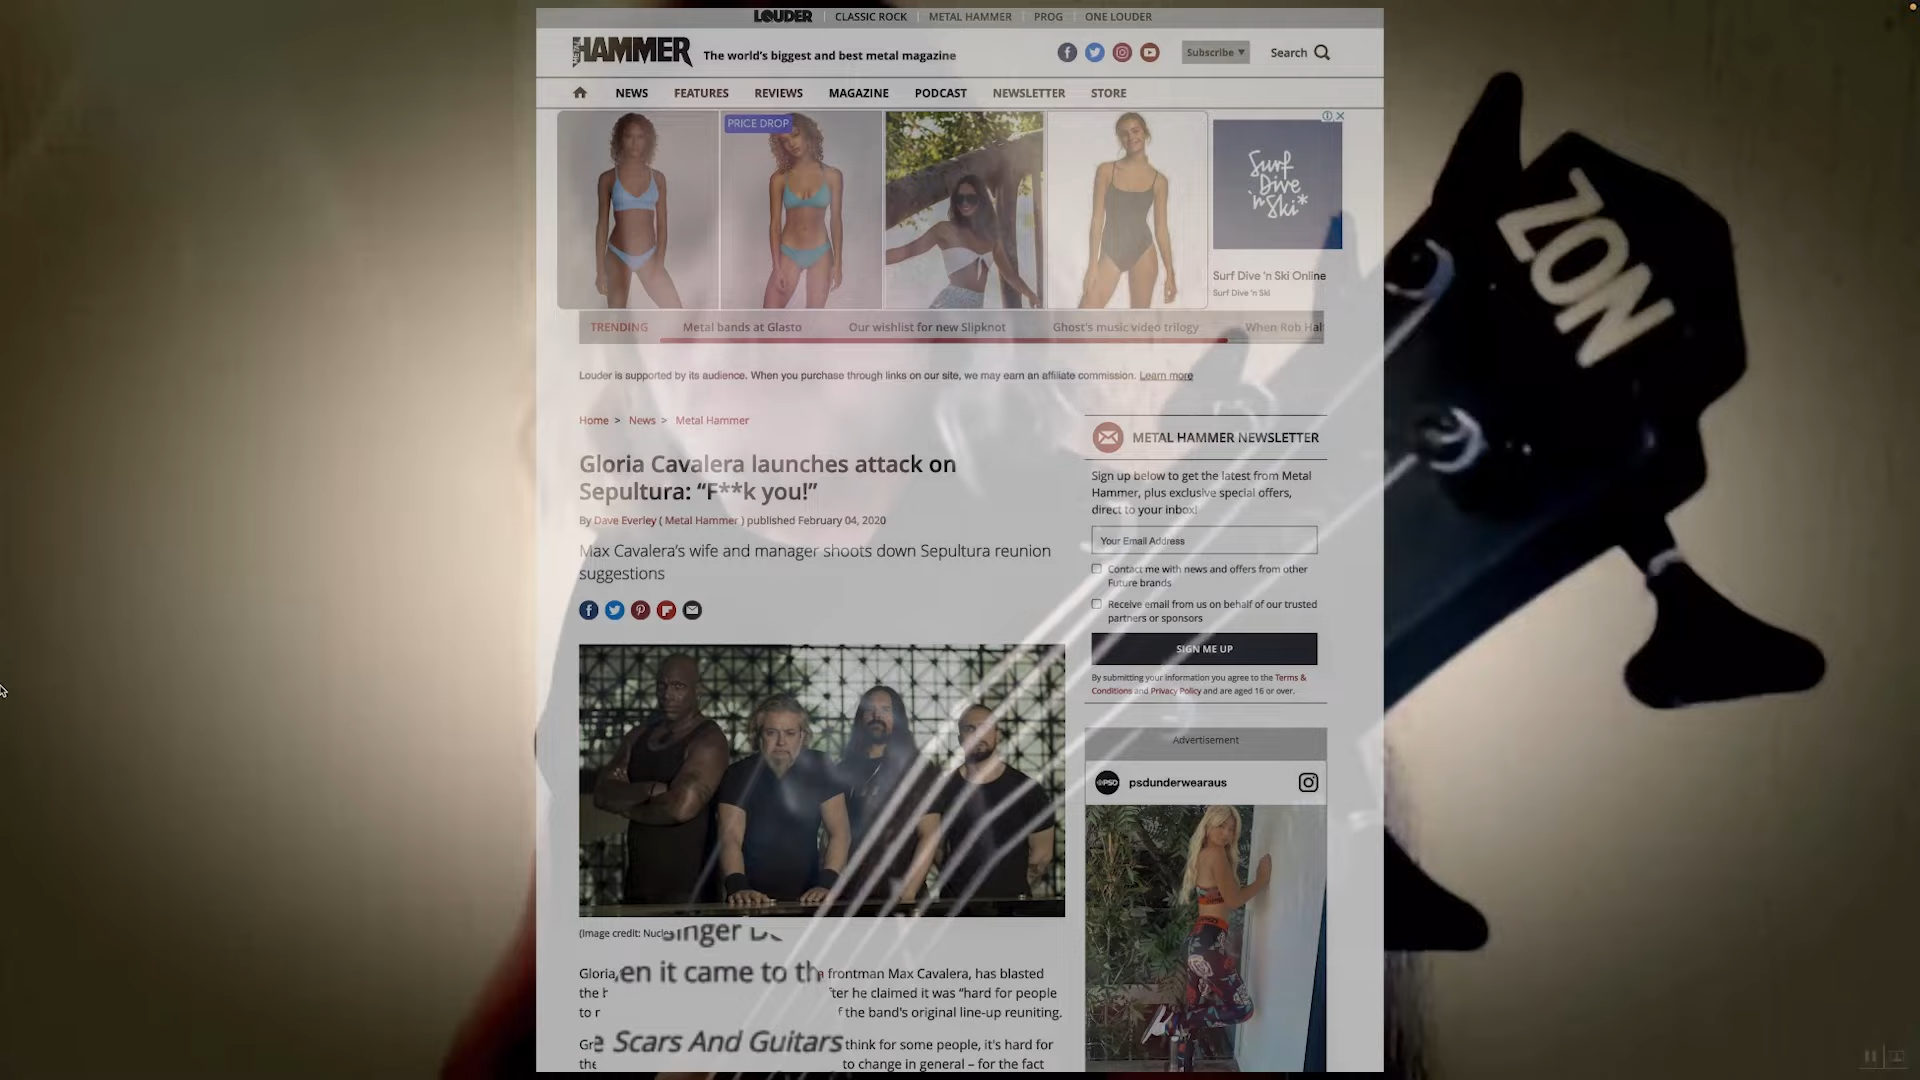 LOUDER
CLASSIC ROCK
METAL HAMMER
PROG
ONE LOUDER
METAL HAMMER
The world's biggest and best metal magazine
Subscribe ▼
Search
NEWS
FEATURES
REVIEWS
MAGAZINE
PODCAST
NEWSLETTER
STORE
PRICE DROP
Surf
Dive
'n Ski*
Surf Dive 'n Ski Online
Surf Dive 'n Ski
ZON
TRENDING
Metal bands at Glasto
Our wishlist for new Slipknot
Ghost's music video trilogy
When Rob Hal
Louder is supported by its audience. When you purchase through links on our site, we may earn an affiliate commission. Learn more
Home > News > Metal Hammer
Gloria Cavalera launches attack on
Sepultura: “F**k you!”
By Dave Everley ( Metal Hammer ) published February 04, 2020
Max Cavalera's wife and manager shoots down Sepultura reunion
suggestions
METAL HAMMER NEWSLETTER
Sign up below to get the latest from Metal
Hammer, plus exclusive special offers,
direct to your inbox!
Your Email Address
Contact me with news and offers from other
Future brands
Receive email from us on behalf of our trusted
partners or sponsors
SIGN ME UP
By submitting your information you agree to the Terms &
Conditions and Privacy Policy and are aged 16 or over.
Advertisement
PSD
psdunderwearaus
(Image credit:
singer
Gloria
en it came to th
frontman Max Cavalera, has blasted
the
he claimed it was “hard for people
to
the band's original line-up reuniting.
Scars And Guitars
think for some people, it's hard for
to change in general – for the fact